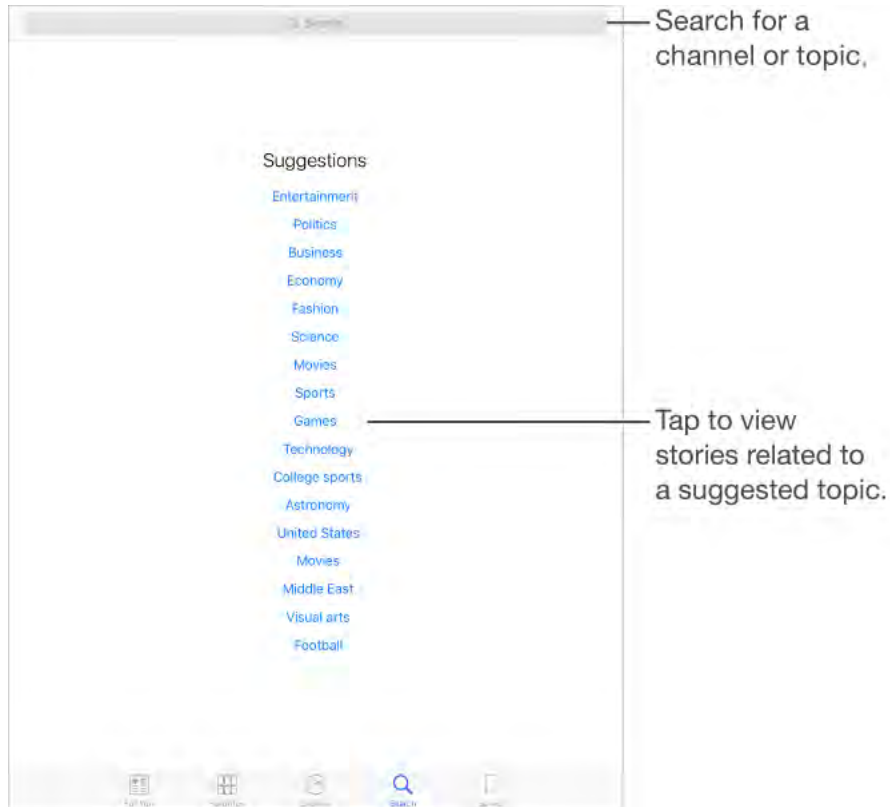 Search
Search for a
channel or topic.
Suggestions
Entertainment
Politics
Business
Economy
Fashion
Science
Movies
Sports
Games
Tap to view
stories related to
a suggested topic.
Technology
College sports
Astronomy
United States
Movies
Middle East
Visual arts
Football
Search